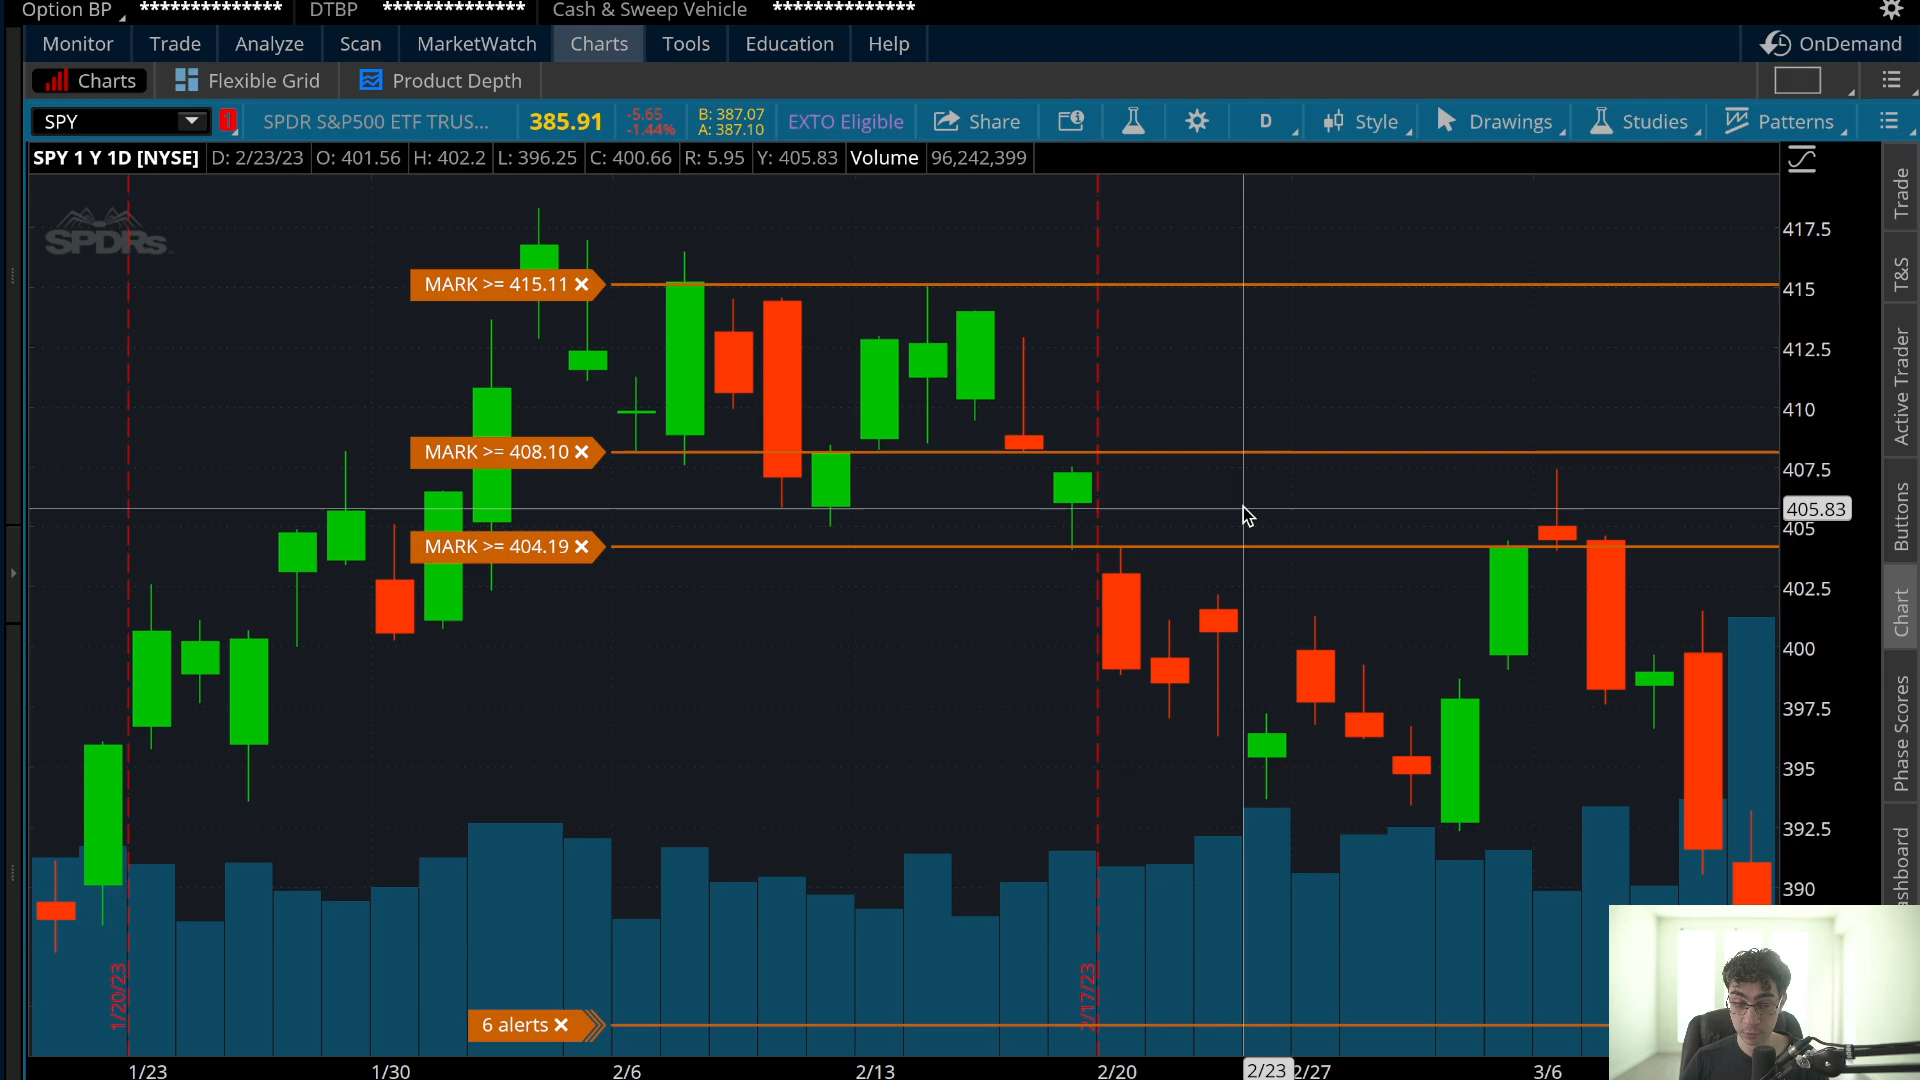 Option BP ************** DTBP ************** Cash & Sweep Vehicle **************
Monitor Trade Analyze Scan MarketWatch Charts Tools Education Help OnDemand
Charts Flexible Grid Product Depth
SPY 1 SPDR S&P500 ETF TRUS... 385.91 -5.65 -1.44% B: 387.07 A: 387.10 EXTO Eligible Share D Style Drawings Studies Patterns
SPY 1 Y 1D [NYSE] D: 2/23/23 O: 401.56 H: 402.2 L: 396.25 C: 400.66 R: 5.95 Y: 405.83 Volume 96,242,399
SPDRs
417.5
MARK >= 415.11
415
412.5
410
MARK >= 408.10
407.5
405.83
405
MARK >= 404.19
402.5
400
397.5
395
392.5
390
1/20/23
2/17/23
6 alerts
1/23 1/30 2/6 2/13 2/20 2/23 2/27 3/6
Trade
T&S
Active Trader
Buttons
Chart
Phase Scores
shboard